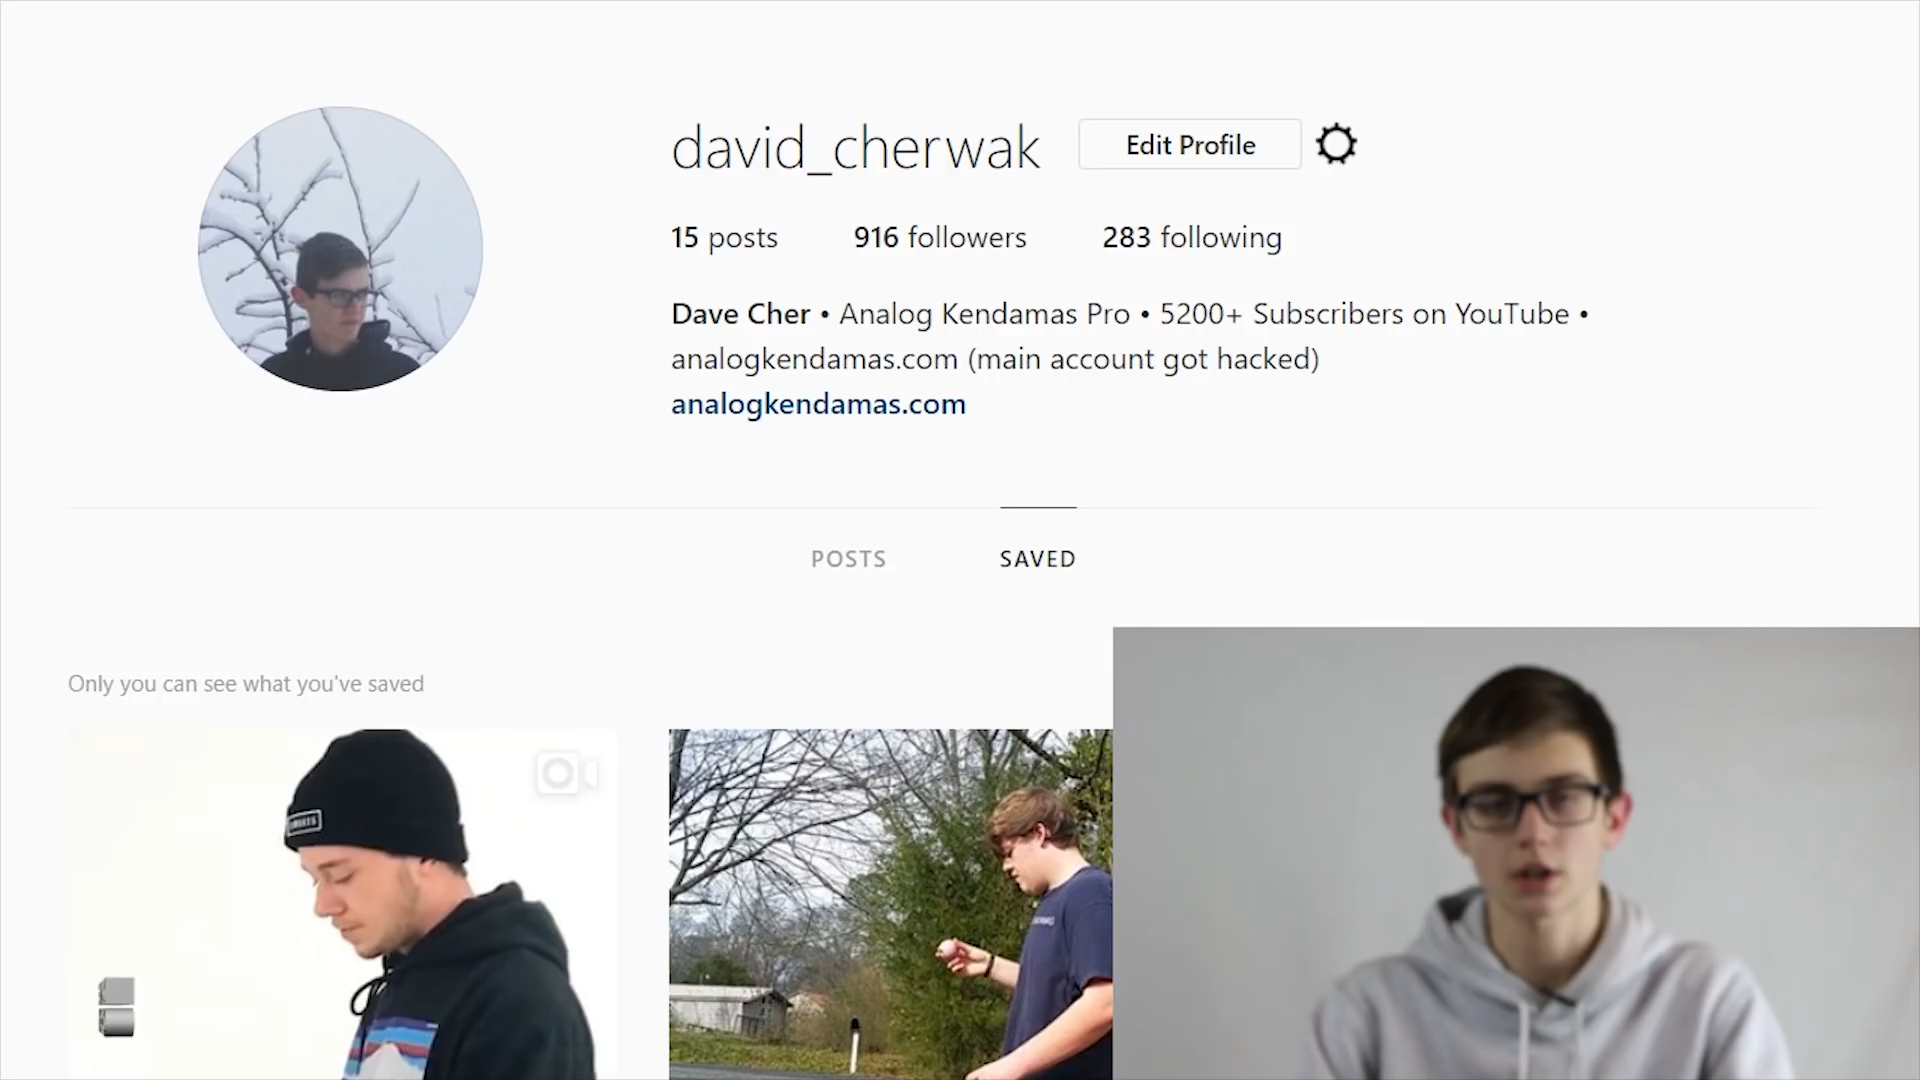 david_cherwak
Edit Profile
15 posts 916 followers 283 following
Dave Cher • Analog Kendamas Pro • 5200+ Subscribers on YouTube •
analogkendamas.com (main account got hacked)
analogkendamas.com
POSTS SAVED
Only you can see what you've saved